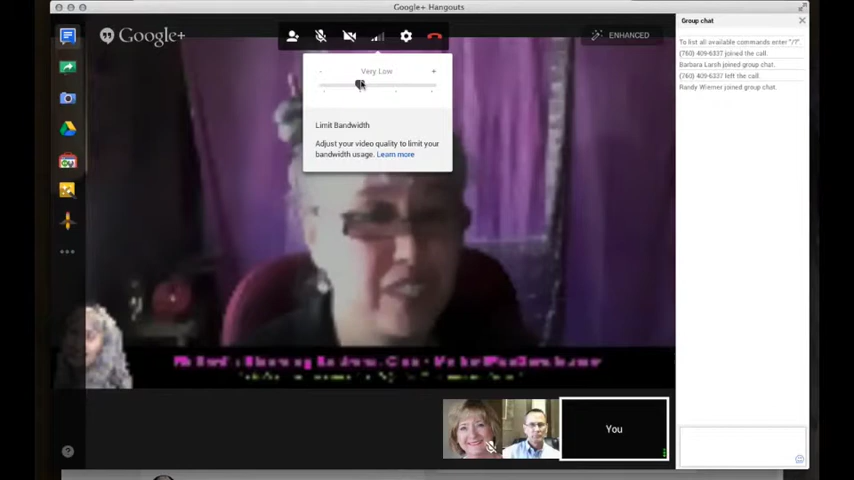 Google+ Hangouts
Google+
ENHANCED
Group chat
To list all available commands enter "/?"
(760) 409-6337 joined the call.
Barbara Larsh joined group chat.
(760) 409-6337 left the call.
Randy Wierner joined group chat.
- Very Low +
Limit Bandwidth
Adjust your video quality to limit your
bandwidth usage. Learn more
You
?